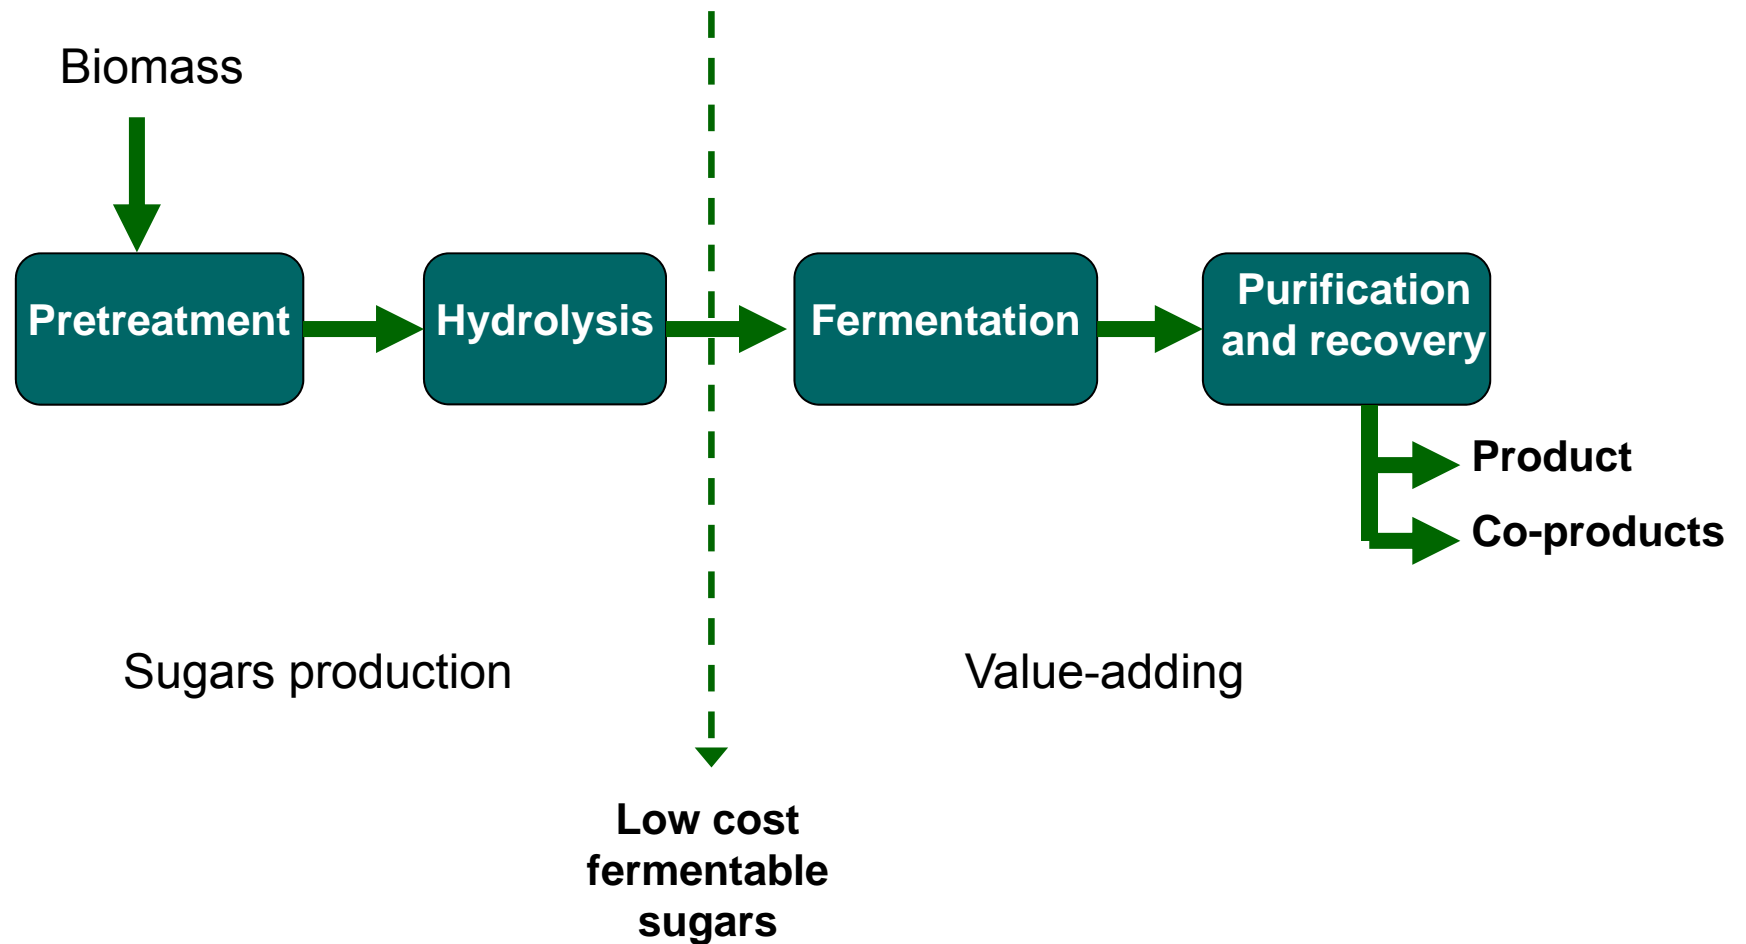 Biomass
Pretreatment
Hydrolysis
Fermentation
Purification
and recovery
Product
Co-products
Sugars production
Value-adding
Low cost
fermentable
sugars